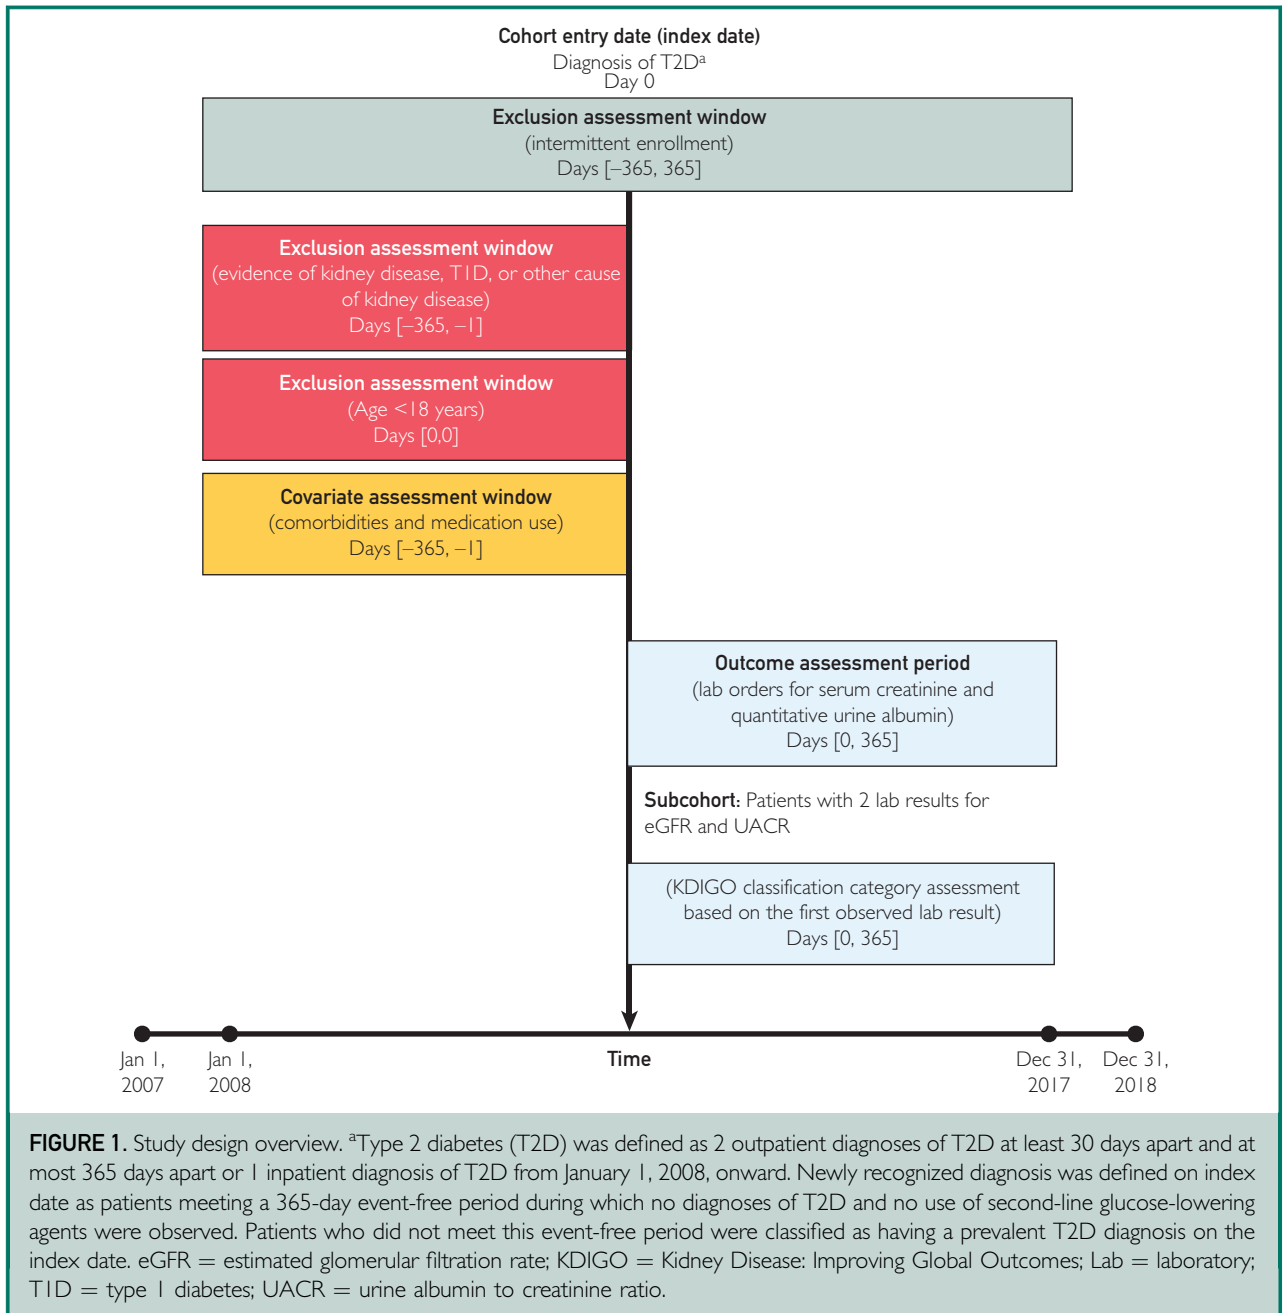 Cohort entry date (index date)
Diagnosis of T2Dᵃ
Day 0
Exclusion assessment window
(intermittent enrollment)
Days [–365, 365]
Exclusion assessment window
(evidence of kidney disease, T1D, or other cause
of kidney disease)
Days [–365, –1]
Exclusion assessment window
(Age <18 years)
Days [0,0]
Covariate assessment window
(comorbidities and medication use)
Days [–365, –1]
Outcome assessment period
(lab orders for serum creatinine and
quantitative urine albumin)
Days [0, 365]
Subcohort: Patients with 2 lab results for
eGFR and UACR
(KDIGO classification category assessment
based on the first observed lab result)
Days [0, 365]
Jan 1,
2007
Jan 1,
2008
Time
Dec 31,
2017
Dec 31,
2018
FIGURE 1. Study design overview. ᵃType 2 diabetes (T2D) was defined as 2 outpatient diagnoses of T2D at least 30 days apart and at
most 365 days apart or 1 inpatient diagnosis of T2D from January 1, 2008, onward. Newly recognized diagnosis was defined on index
date as patients meeting a 365-day event-free period during which no diagnoses of T2D and no use of second-line glucose-lowering
agents were observed. Patients who did not meet this event-free period were classified as having a prevalent T2D diagnosis on the
index date. eGFR = estimated glomerular filtration rate; KDIGO = Kidney Disease: Improving Global Outcomes; Lab = laboratory;
T1D = type 1 diabetes; UACR = urine albumin to creatinine ratio.